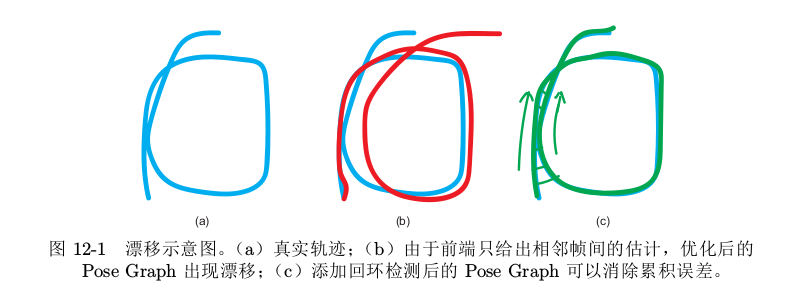 (a)
(b)
(c)
图 12-1 漂移示意图。（a）真实轨迹；（b）由于前端只给出相邻帧间的估计，优化后的
Pose Graph 出现漂移；（c）添加回环检测后的 Pose Graph 可以消除累积误差。